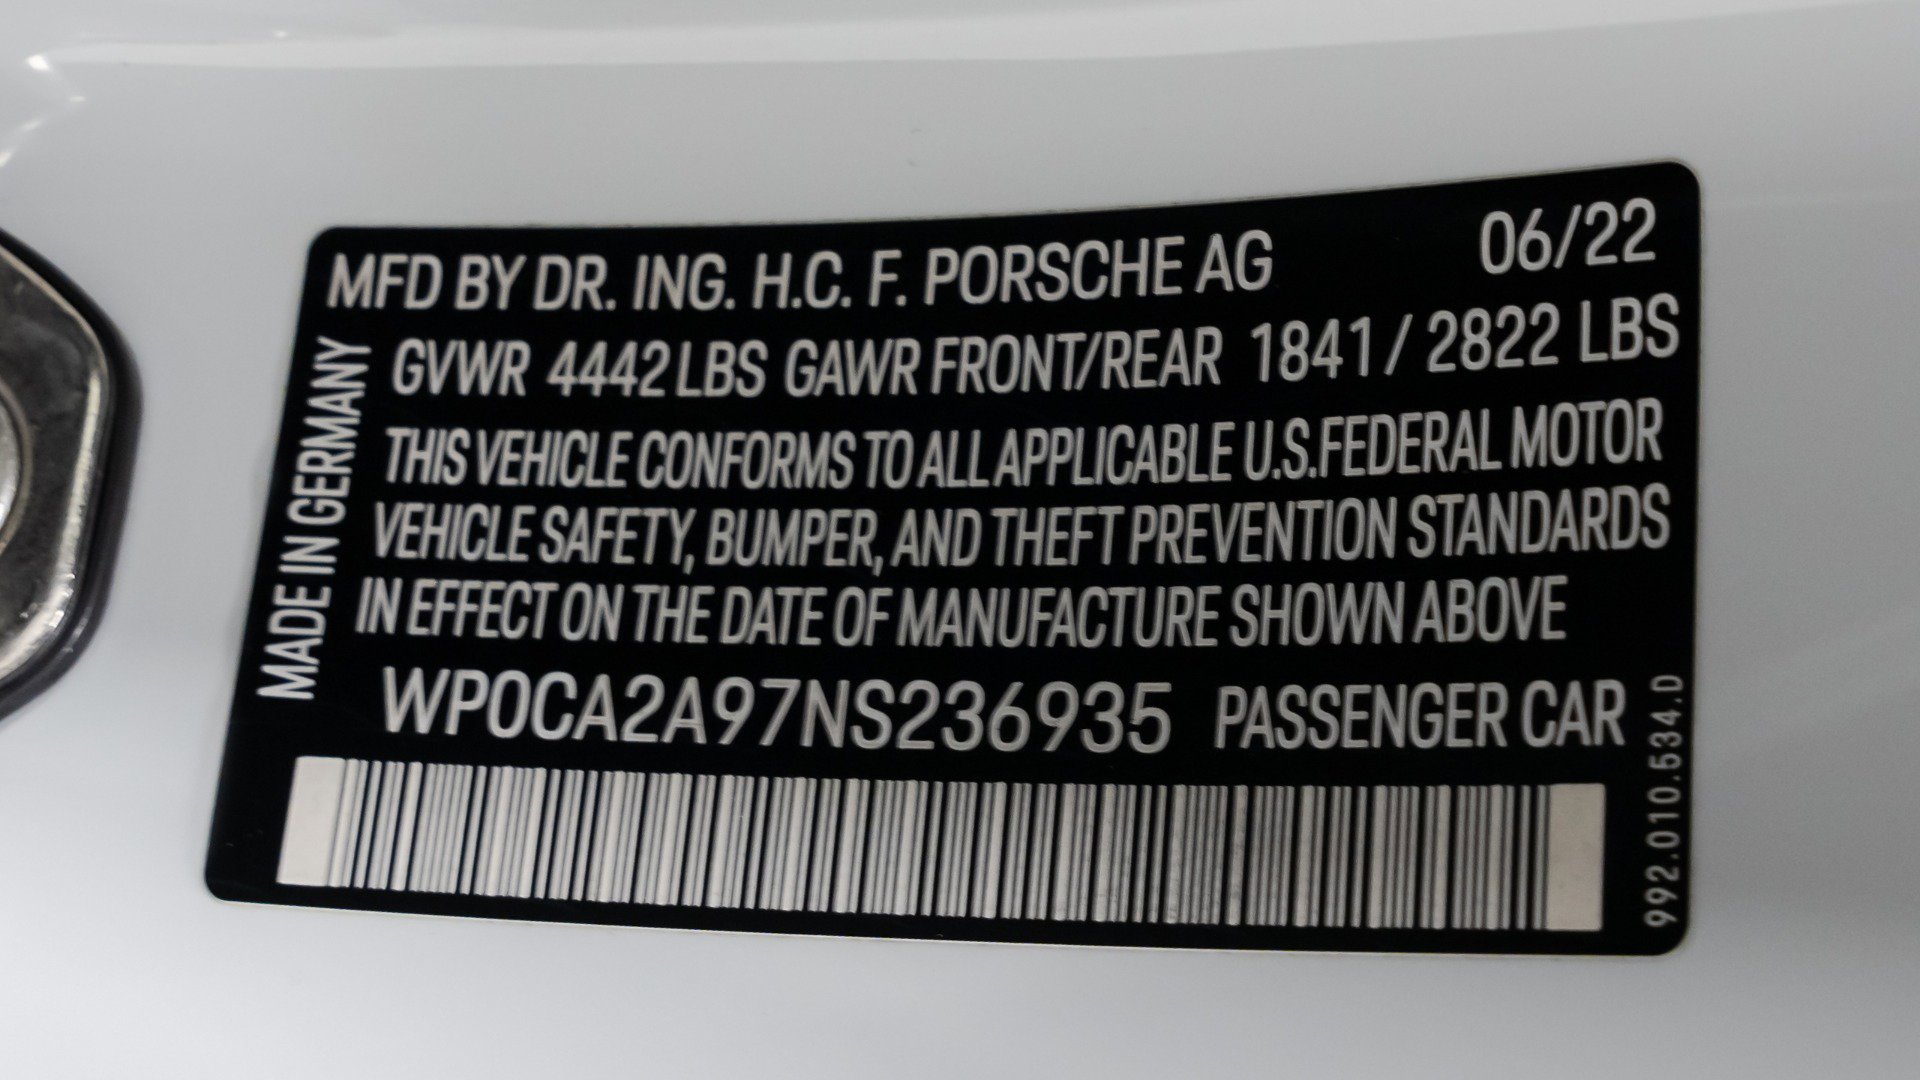 MFD BY DR. ING. H.C. F. PORSCHE AG 06/22
GVWR 4442 LBS GAWR FRONT/REAR 1841 / 2822 LBS
THIS VEHICLE CONFORMS TO ALL APPLICABLE U.S.FEDERAL MOTOR
VEHICLE SAFETY, BUMPER, AND THEFT PREVENTION STANDARDS
IN EFFECT ON THE DATE OF MANUFACTURE SHOWN ABOVE
WP0CA2A97NS236935 PASSENGER CAR
MADE IN GERMANY
992.010.534.D